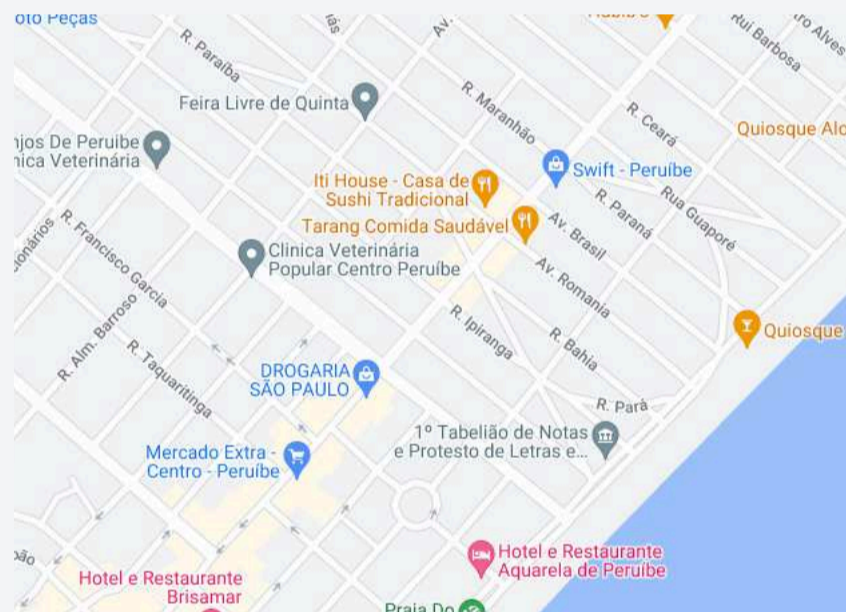 oto Peças
R. Paraíba
Av.
Rui Barbosa
Feira Livre de Quinta
R. Maranhão
R. Ceará
njos De Peruibe
nica Veterinária
Quiosque Alo
Iti House - Casa de
Sushi Tradicional
Swift - Peruíbe
R. Paraná
Rua Guaporé
Tarang Comida Saudável
Av. Brasil
Av. Romania
R. Francisco Garcia
cionários
Clinica Veterinária
Popular Centro Peruíbe
R. Alm. Barroso
R. Taquaritinga
R. Ipiranga
R. Bahia
Quiosque
DROGARIA
SÃO PAULO
R. Pará
1º Tabelião de Notas
e Protesto de Letras e...
Mercado Extra -
Centro - Peruíbe
Hotel e Restaurante
Aquarela de Peruíbe
Hotel e Restaurante
Brisamar
Praia Do